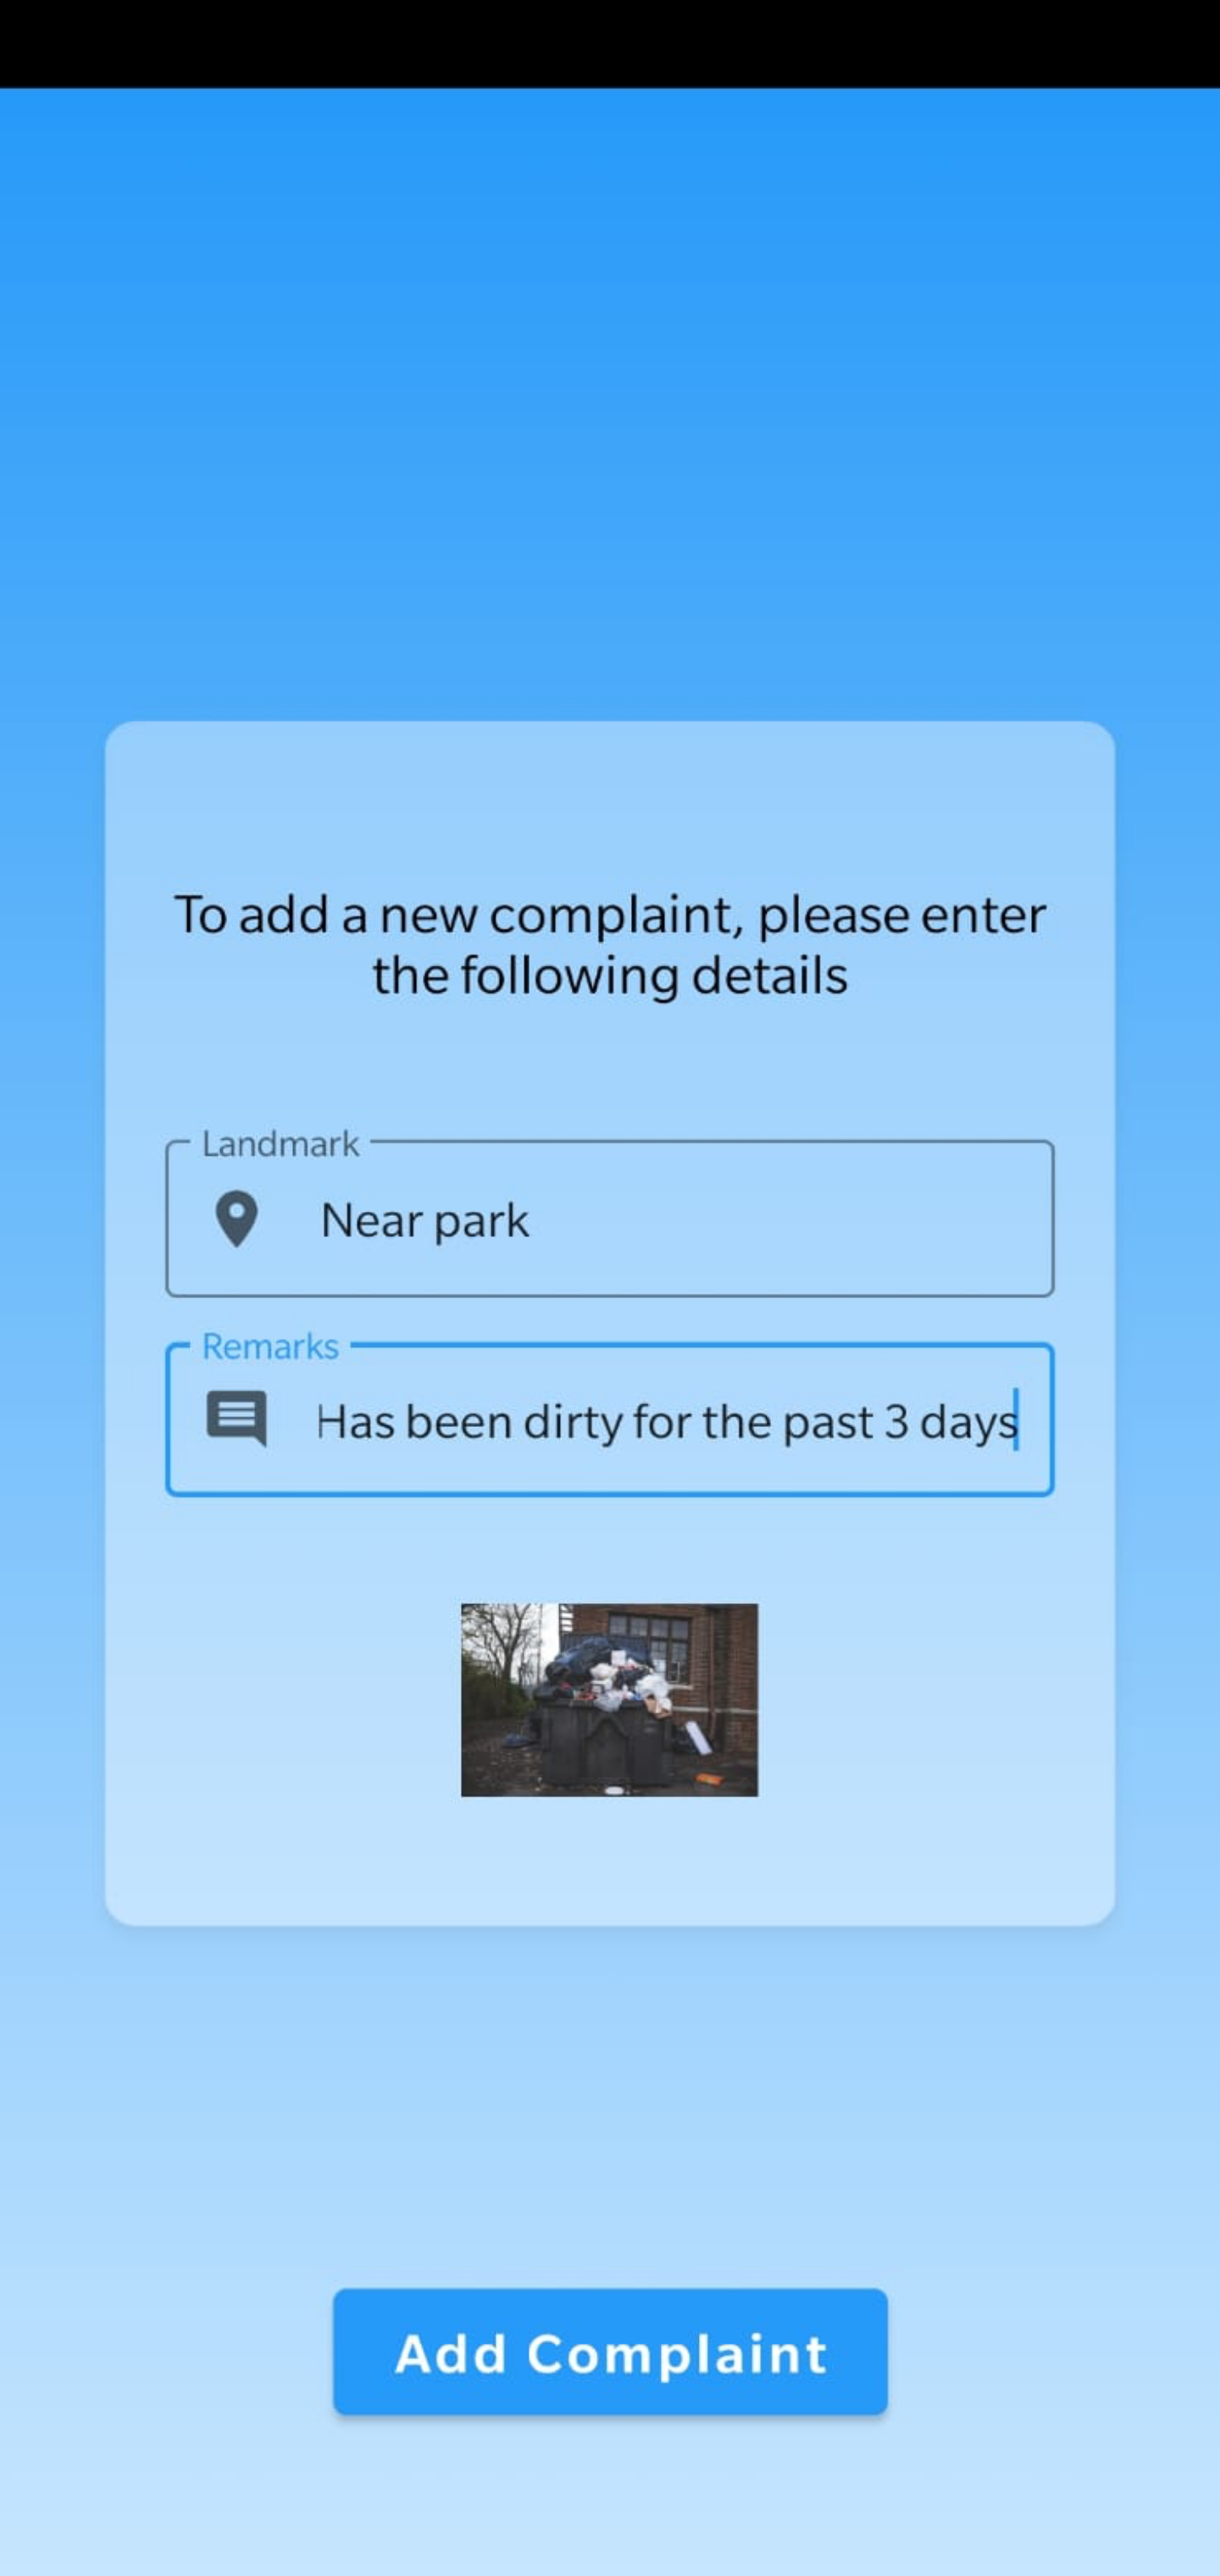 To add a new complaint, please enter
the following details
Landmark
Near park
Remarks
Has been dirty for the past 3 days
Add Complaint